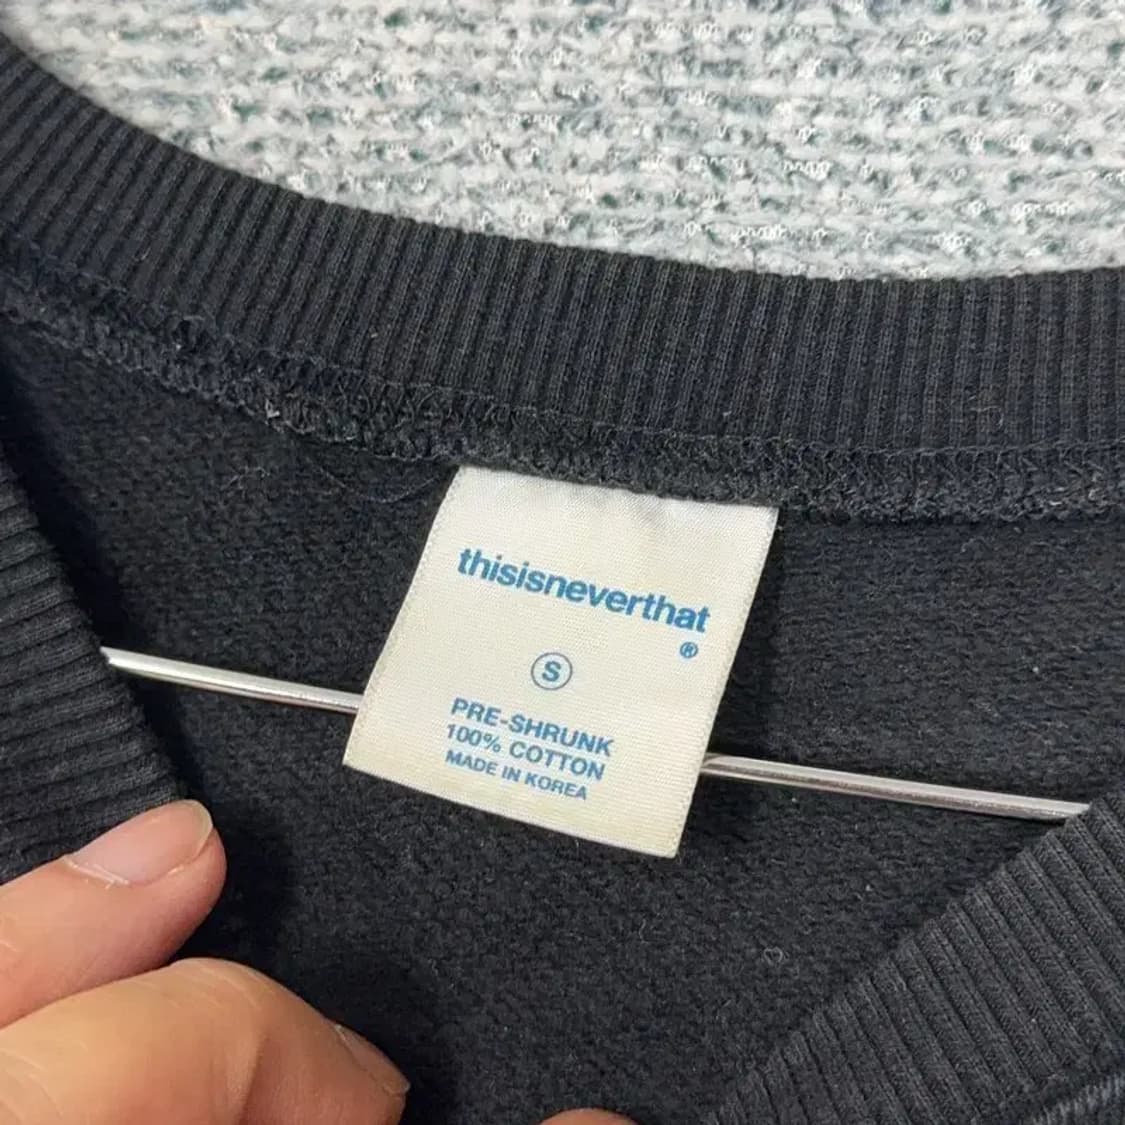 thisisneverthat
®
S
PRE-SHRUNK
100% COTTON
MADE IN KOREA